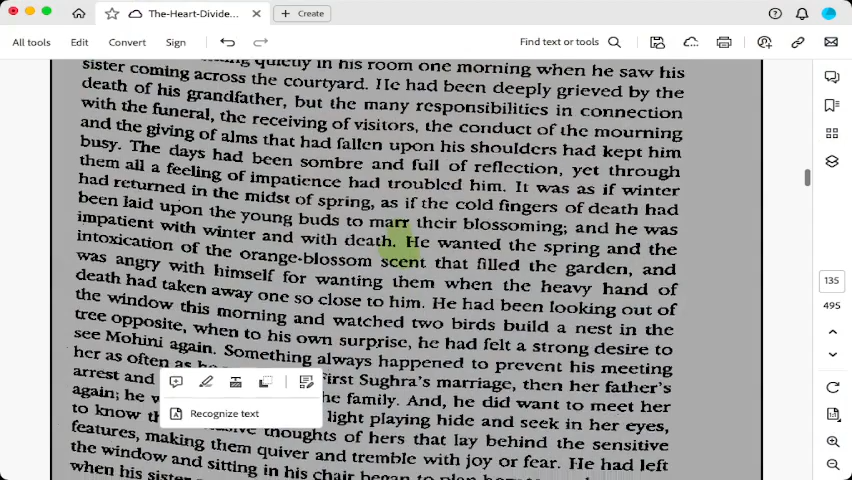 The-Heart-Divide...
Create
All tools Edit Convert Sign
Find text or tools
quietly in his room one morning when he saw his
sister coming across the courtyard. He had been deeply grieved by the
death of his grandfather, but the many responsibilities in connection
with the funeral, the receiving of visitors, the conduct of the mourning
and the giving of alms that had fallen upon his shoulders had kept him
busy. The days had been sombre and full of reflection, yet through
them all a feeling of impatience had troubled him. It was as if winter
had returned in the midst of spring, as if the cold fingers of death had
been laid upon the young buds to marr their blossoming; and he was
impatient with winter and with death. He wanted the spring and the
intoxication of the orange-blossom scent that filled the garden, and
was angry with himself for wanting them when the heavy hand of
death had taken away one so close to him. He had been looking out of
the window this morning and watched two birds build a nest in the
tree opposite, when to his own surprise, he had felt a strong desire to
see Mohini again. Something always happened to prevent his meeting
her as often as First Sughra's marriage, then her father's
arrest and he family. And, he did want to meet her
again; he light playing hide and seek in her eyes,
to know thoughts of hers that lay behind the sensitive
features, making them quiver and tremble with joy or fear. He had left
the window and sitting in his chair began to plan
when his sister
Recognize text
135
495